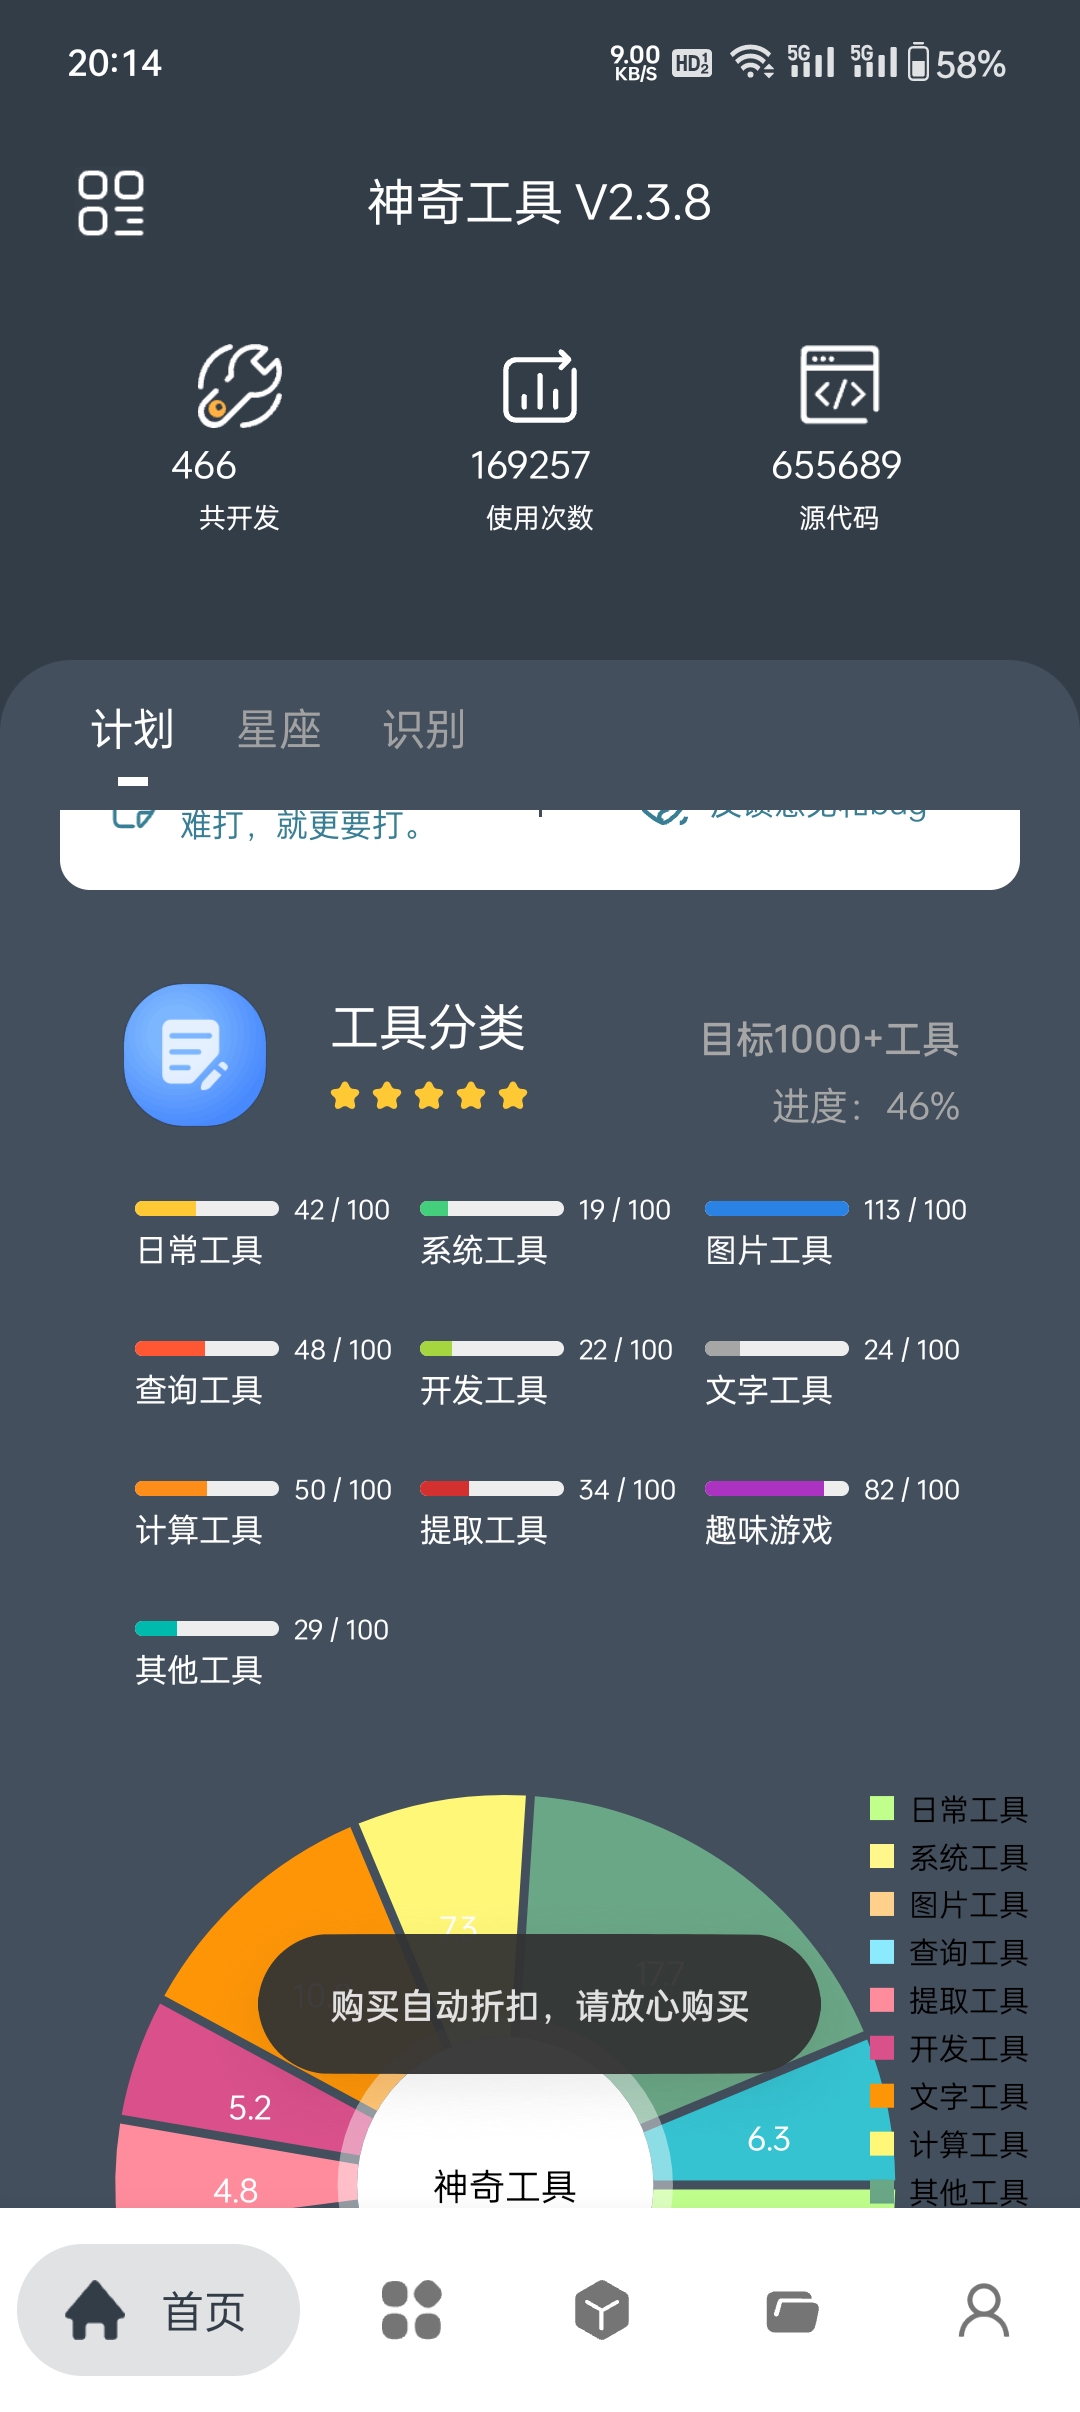 20:14
9.00 KB/S HD 1 2 5G 5G 58%
神奇工具 V2.3.8
466 169257 655689
共开发 使用次数 源代码
计划 星座 识别
难打，就更要打。
工具分类
目标1000+工具
进度：46%
42 / 100 19 / 100 113 / 100
日常工具 系统工具 图片工具
48 / 100 22 / 100 24 / 100
查询工具 开发工具 文字工具
50 / 100 34 / 100 82 / 100
计算工具 提取工具 趣味游戏
29 / 100
其他工具
日常工具
系统工具
图片工具
查询工具
提取工具
开发工具
文字工具
计算工具
其他工具
7.3
17.7
购买自动折扣，请放心购买
5.2
6.3
4.8
神奇工具
首页